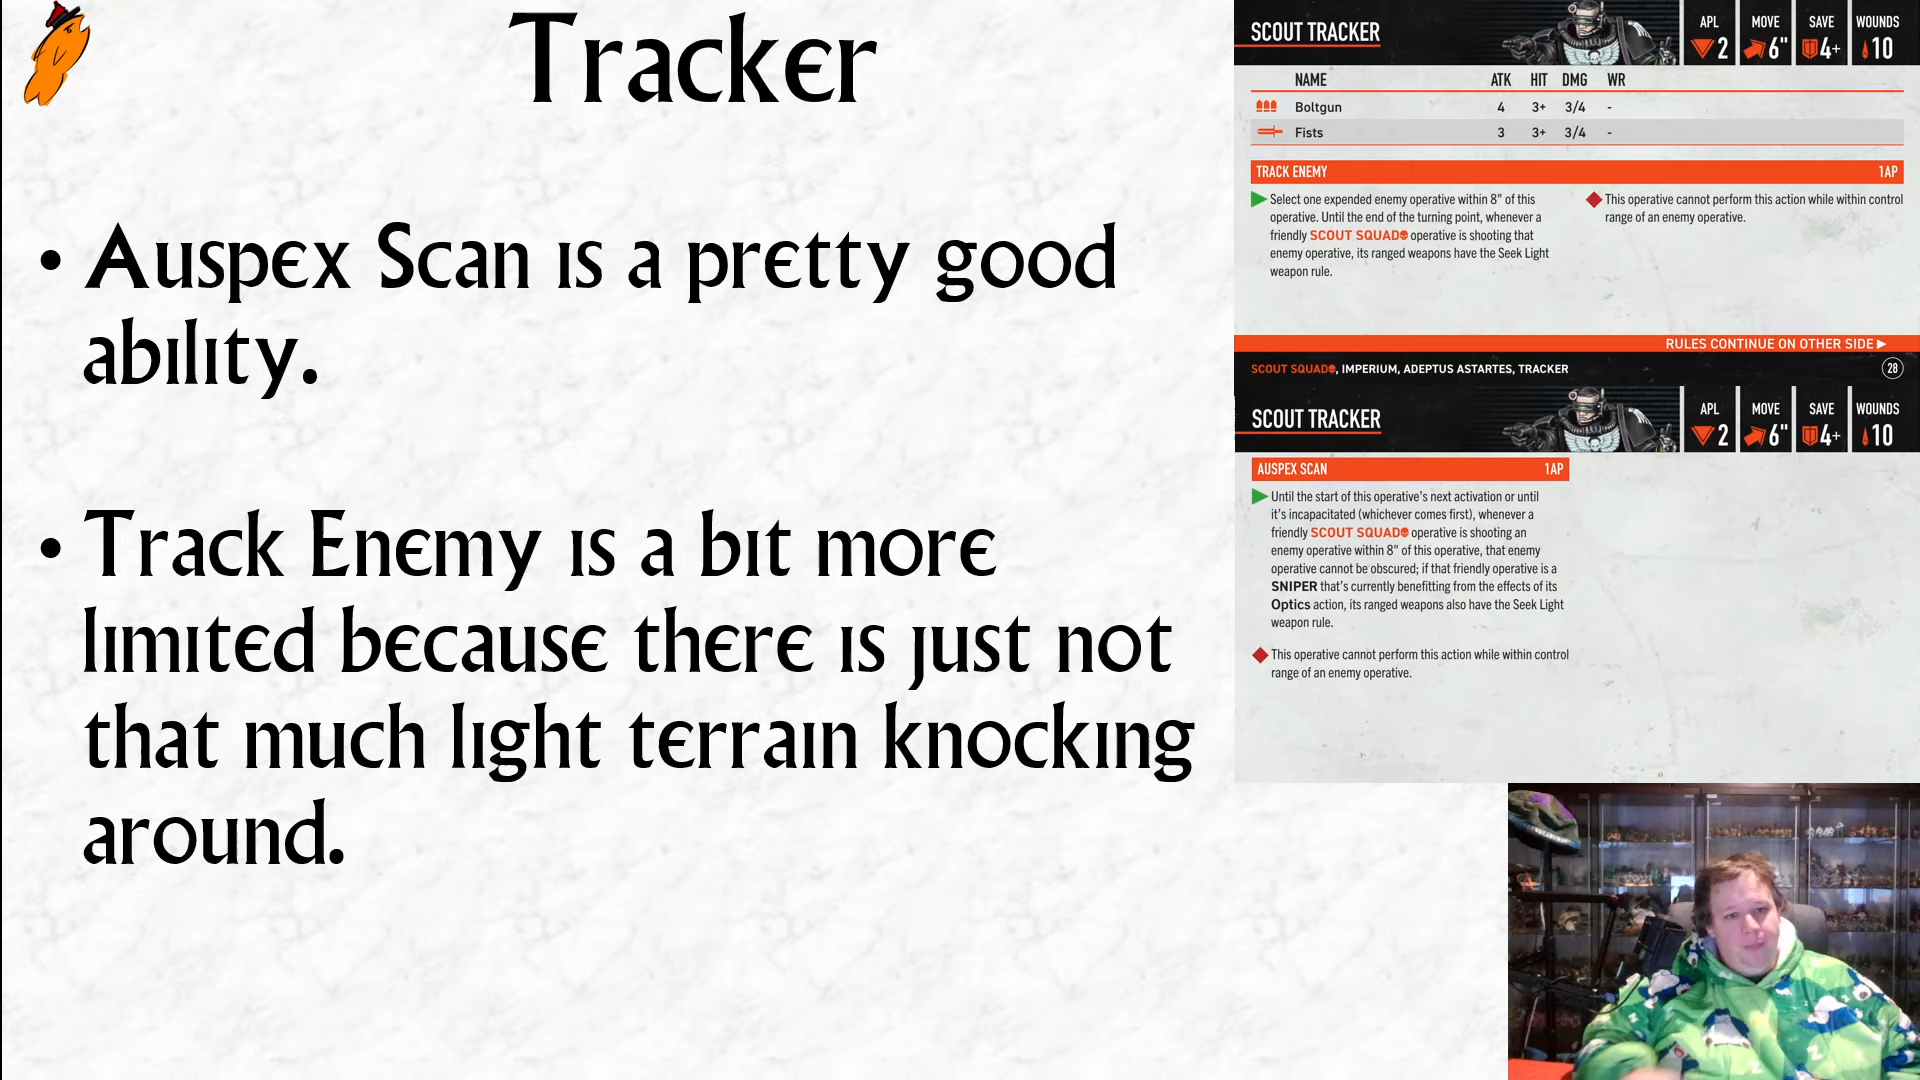 Tracker
• Auspex Scan is a pretty good
ability.
• Track Enemy is a bit more
limited because there is just not
that much light terrain knocking
around.
SCOUT TRACKER
APL MOVE SAVE WOUNDS
2 6" 4+ 10
NAME ATK HIT DMG WR
Boltgun 4 3+ 3/4 -
Fists 3 3+ 3/4 -
TRACK ENEMY 1AP
Select one expended enemy operative within 8" of this
operative. Until the end of the turning point, whenever a
friendly SCOUT SQUAD operative is shooting that
enemy operative, its ranged weapons have the Seek Light
weapon rule.
This operative cannot perform this action while within control
range of an enemy operative.
RULES CONTINUE ON OTHER SIDE ▶
SCOUT SQUAD, IMPERIUM, ADEPTUS ASTARTES, TRACKER 28
SCOUT TRACKER
APL MOVE SAVE WOUNDS
2 6" 4+ 10
AUSPEX SCAN 1AP
Until the start of this operative's next activation or until
it's incapacitated (whichever comes first), whenever a
friendly SCOUT SQUAD operative is shooting an
enemy operative within 8" of this operative, that enemy
operative cannot be obscured; if that friendly operative is a
SNIPER that's currently benefitting from the effects of its
Optics action, its ranged weapons also have the Seek Light
weapon rule.
This operative cannot perform this action while within control
range of an enemy operative.